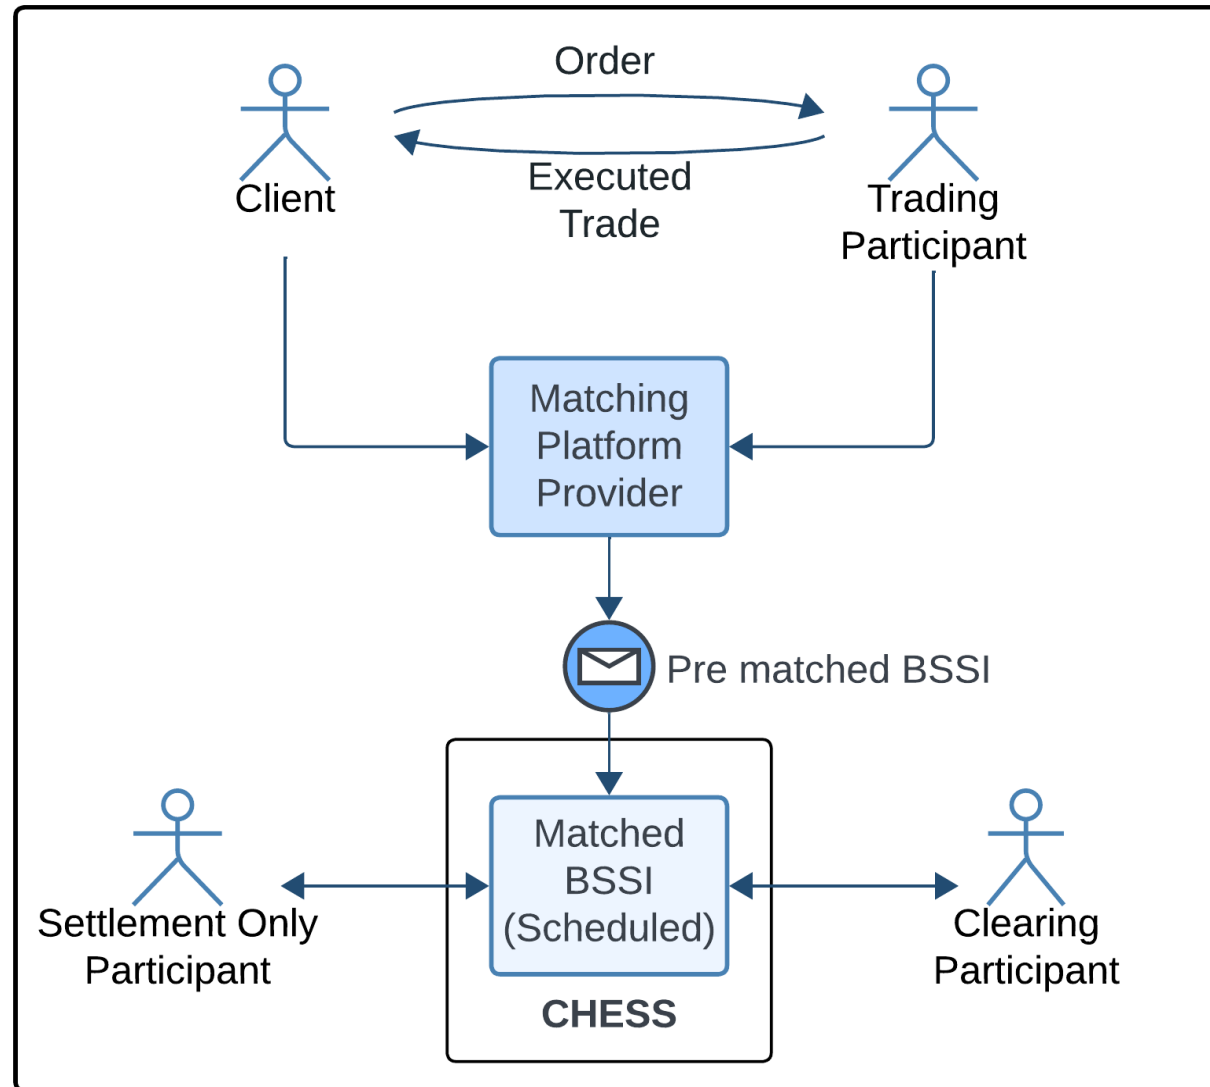 Order
Client
Executed
Trade
Trading
Participant
Matching
Platform
Provider
Pre matched BSSI
Settlement Only
Participant
Matched
BSSI
(Scheduled)
Clearing
Participant
CHESS